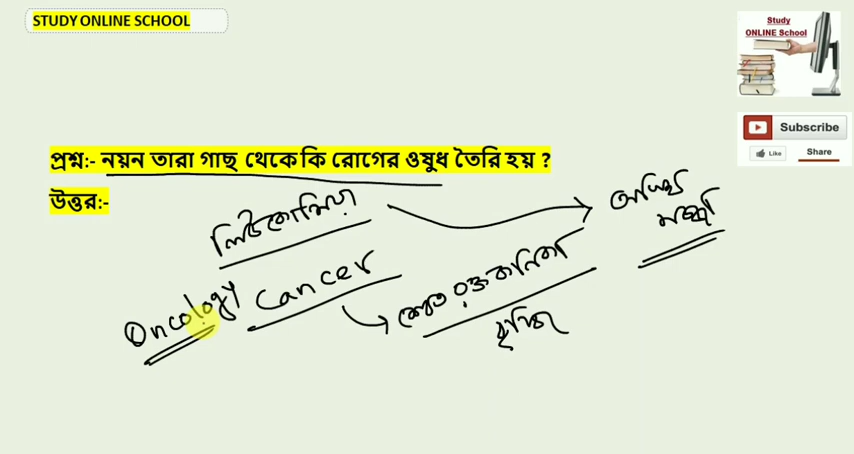 STUDY ONLINE SCHOOL
Study
ONLINE School
Subscribe
Like Share
প্রশ্ন:- নয়ন তারা গাছ থেকে কি রোগের ওষুধ তৈরি হয় ?
উত্তর:-
লিউকোমিয়া
অস্থি
মজ্জা
Oncology Cancer
শ্বেত রক্তকনিকা
বৃদ্ধি